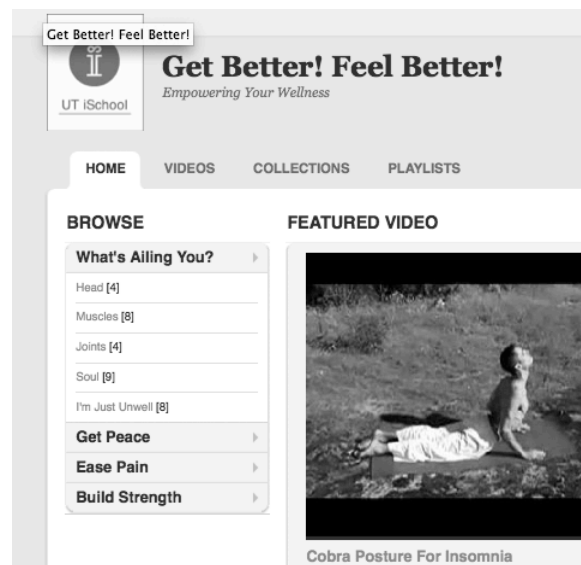 Get Better! Feel Better!
UT iSchool
Get Better! Feel Better!
Empowering Your Wellness
HOME VIDEOS COLLECTIONS PLAYLISTS
BROWSE
What's Ailing You?
Head [4]
Muscles [8]
Joints [4]
Soul [9]
I'm Just Unwell [8]
Get Peace
Ease Pain
Build Strength
FEATURED VIDEO
Cobra Posture For Insomnia